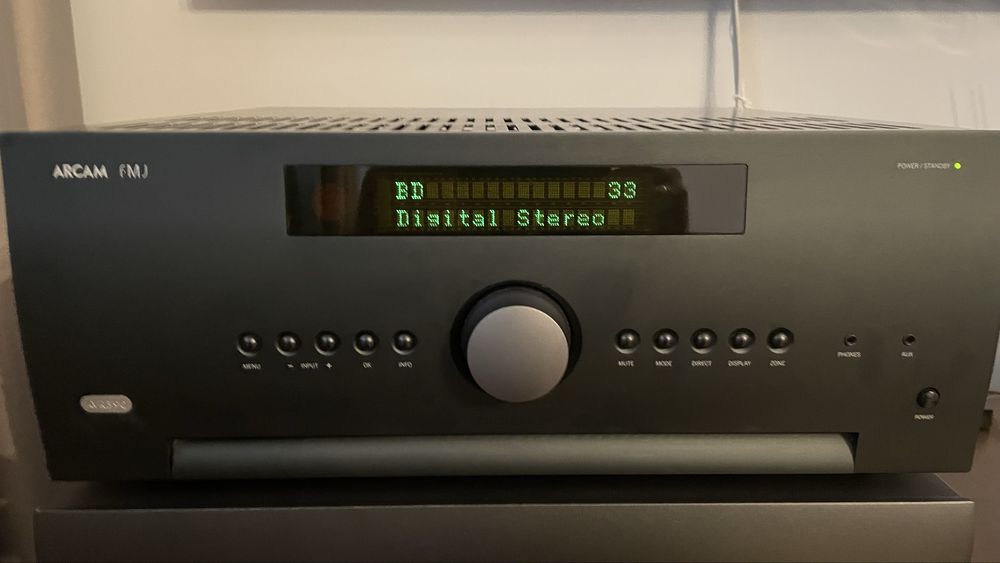 ARCAM FMJ
POWER / STANDBY
BD 33
Digital Stereo
MENU - INPUT + OK INFO
MUTE MODE DIRECT DISPLAY ZONE
PHONES AUX
POWER